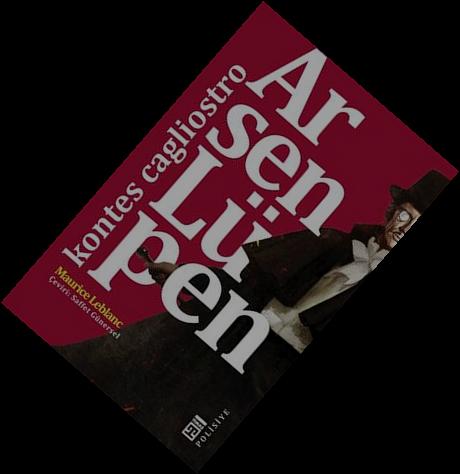 Ar
sen
Lü
pen
kontes cagliostro
Maurice Leblanc
Çeviri: Saffet Günersel
POLİSİYE